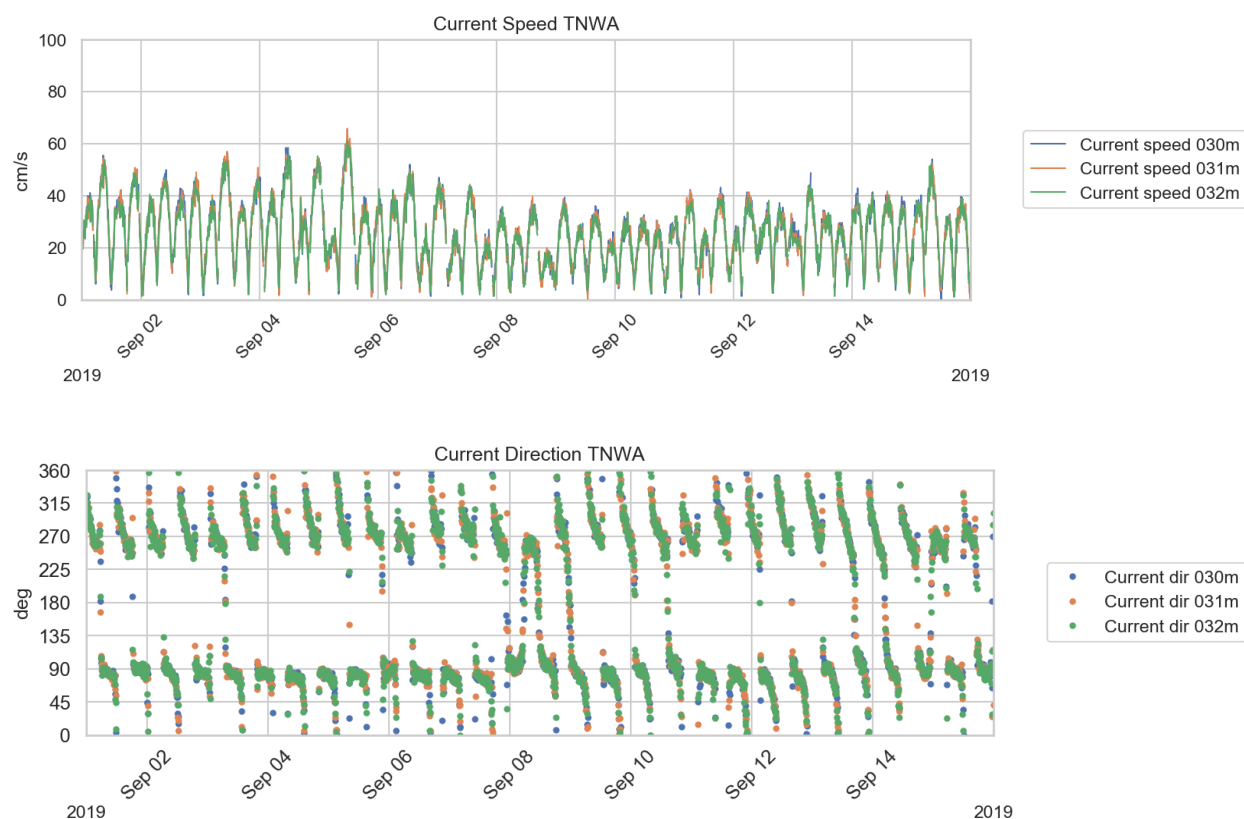 Current Speed TNWA
100
80
60
40
20
0
cm/s
Sep 02
Sep 04
Sep 06
Sep 08
Sep 10
Sep 12
Sep 14
2019
2019
Current speed 030m
Current speed 031m
Current speed 032m
Current Direction TNWA
360
315
270
225
180
135
90
45
0
deg
Sep 02
Sep 04
Sep 06
Sep 08
Sep 10
Sep 12
Sep 14
2019
2019
Current dir 030m
Current dir 031m
Current dir 032m